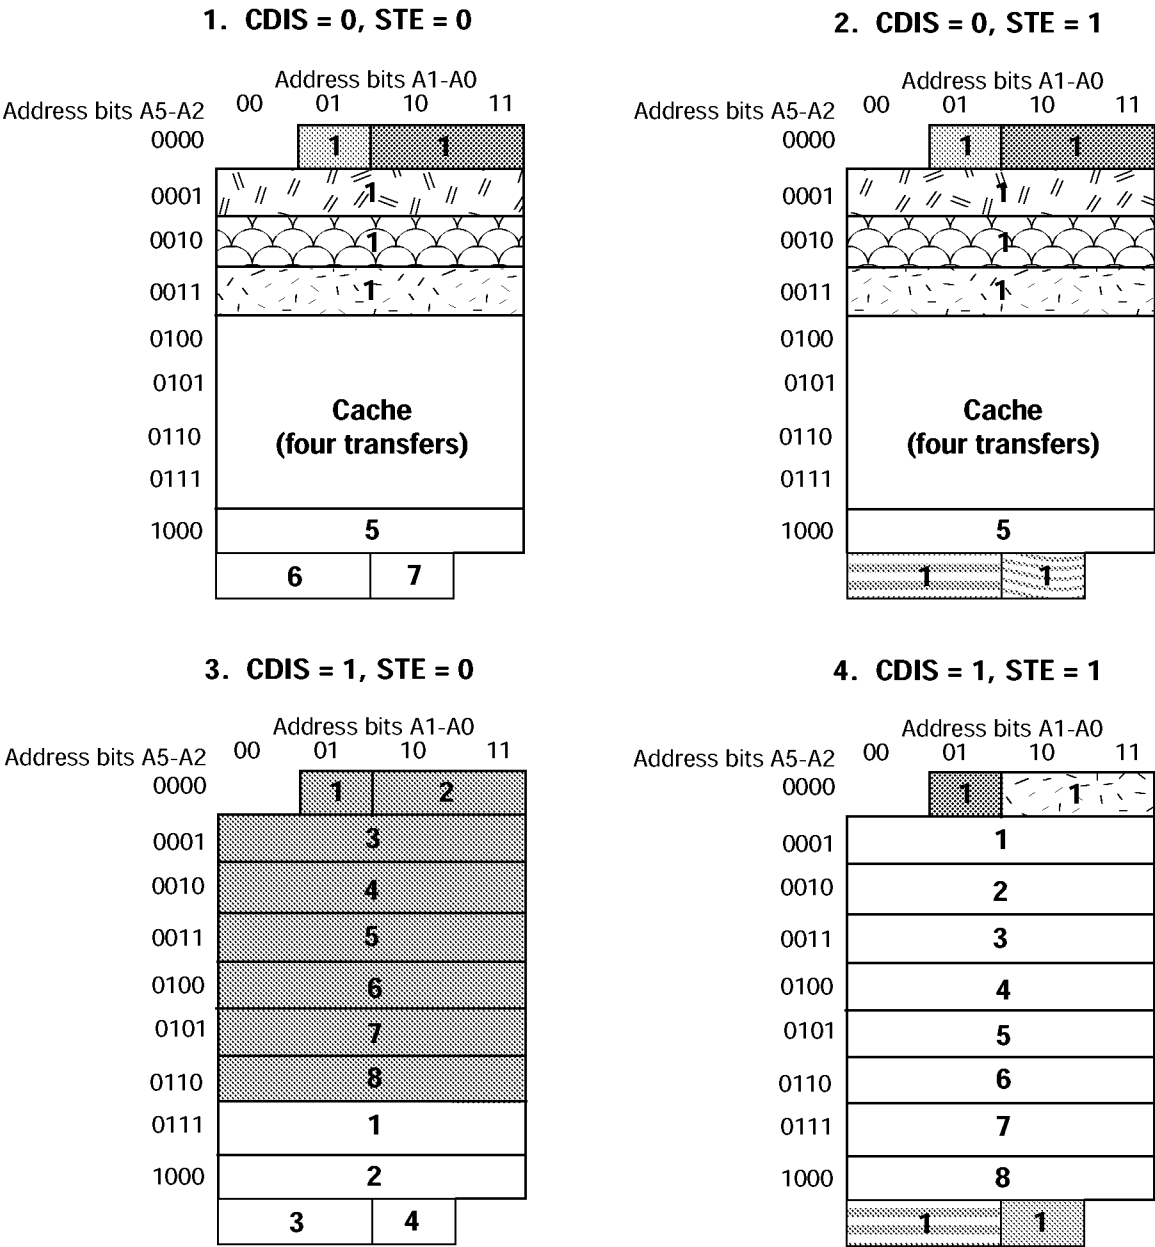 1. CDIS = 0, STE = 0
Address bits A1-A0
00 01 10 11
Address bits A5-A2
0000 1 1
0001 1
0010 1
0011 1
0100
0101
Cache
0110 (four transfers)
0111
1000 5
6 7
2. CDIS = 0, STE = 1
Address bits A1-A0
00 01 10 11
Address bits A5-A2
0000 1 1
0001 1
0010 1
0011 1
0100
0101
Cache
0110 (four transfers)
0111
1000 5
1 1
3. CDIS = 1, STE = 0
Address bits A1-A0
00 01 10 11
Address bits A5-A2
0000 1 2
0001 3
0010 4
0011 5
0100 6
0101 7
0110 8
0111 1
1000 2
3 4
4. CDIS = 1, STE = 1
Address bits A1-A0
00 01 10 11
Address bits A5-A2
0000 1 1
0001 1
0010 2
0011 3
0100 4
0101 5
0110 6
0111 7
1000 8
1 1